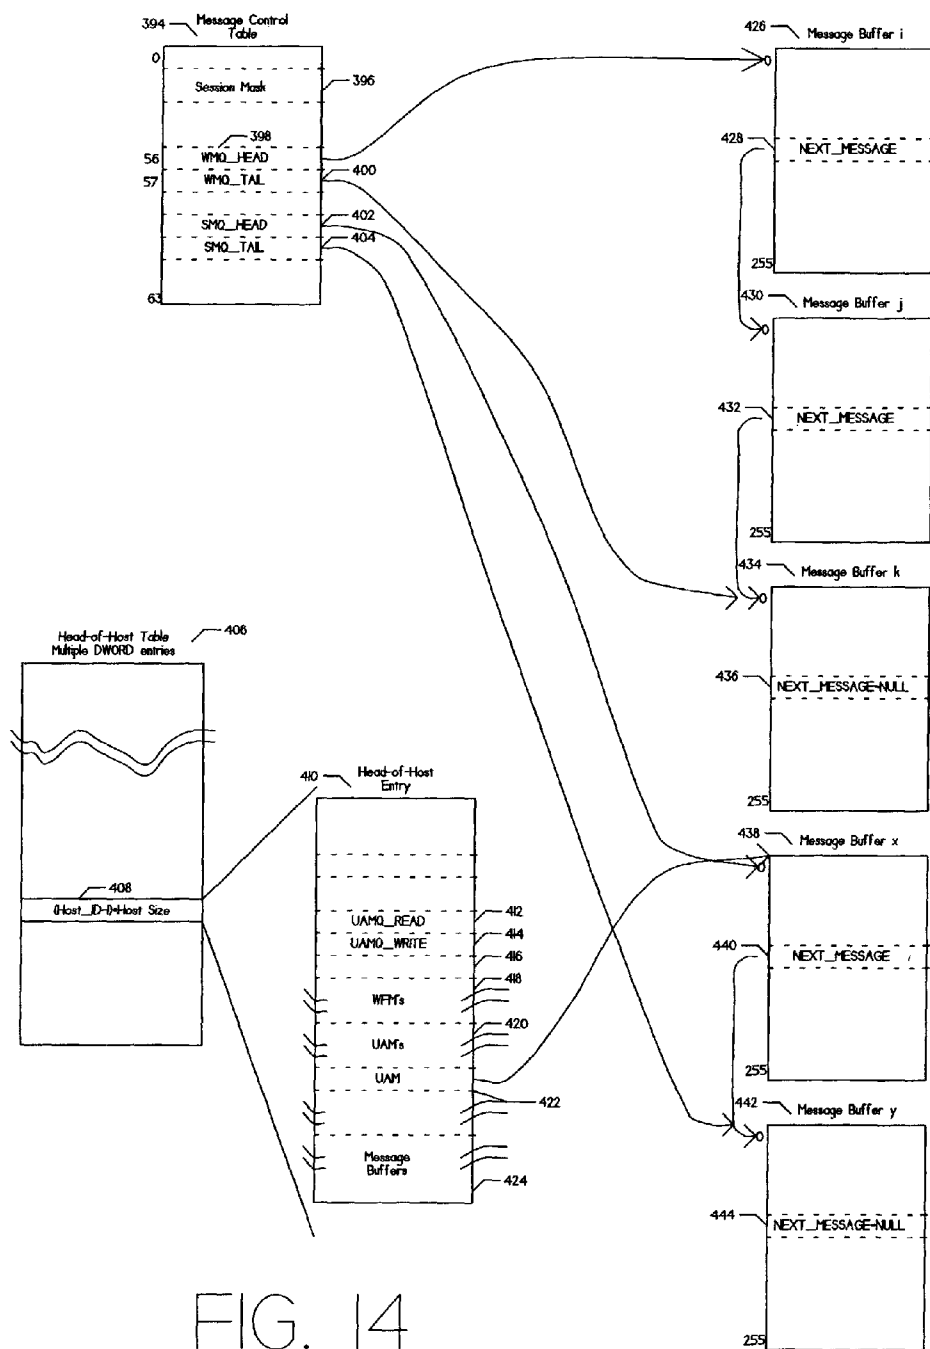 394
Message Control
Table
0
Session Mask
396
398
56
WMQ_HEAD
57
WMQ_TAIL
400
402
SMQ_HEAD
404
SMQ_TAIL
63
426
Message Buffer i
0
428
NEXT_MESSAGE
255
430
Message Buffer j
0
432
NEXT_MESSAGE
255
434
Message Buffer k
0
436
NEXT_MESSAGE=NULL
255
438
Message Buffer x
0
440
NEXT_MESSAGE
255
442
Message Buffer y
0
444
NEXT_MESSAGE=NULL
255
Head-of-Host Table
Multiple DWORD entries
406
408
(Host_ID-1)*Host Size
410
Head-of-Host
Entry
UAMQ_READ
412
UAMQ_WRITE
414
416
418
WFM's
420
UAM's
UAM
422
Message
Buffers
424
FIG. 14